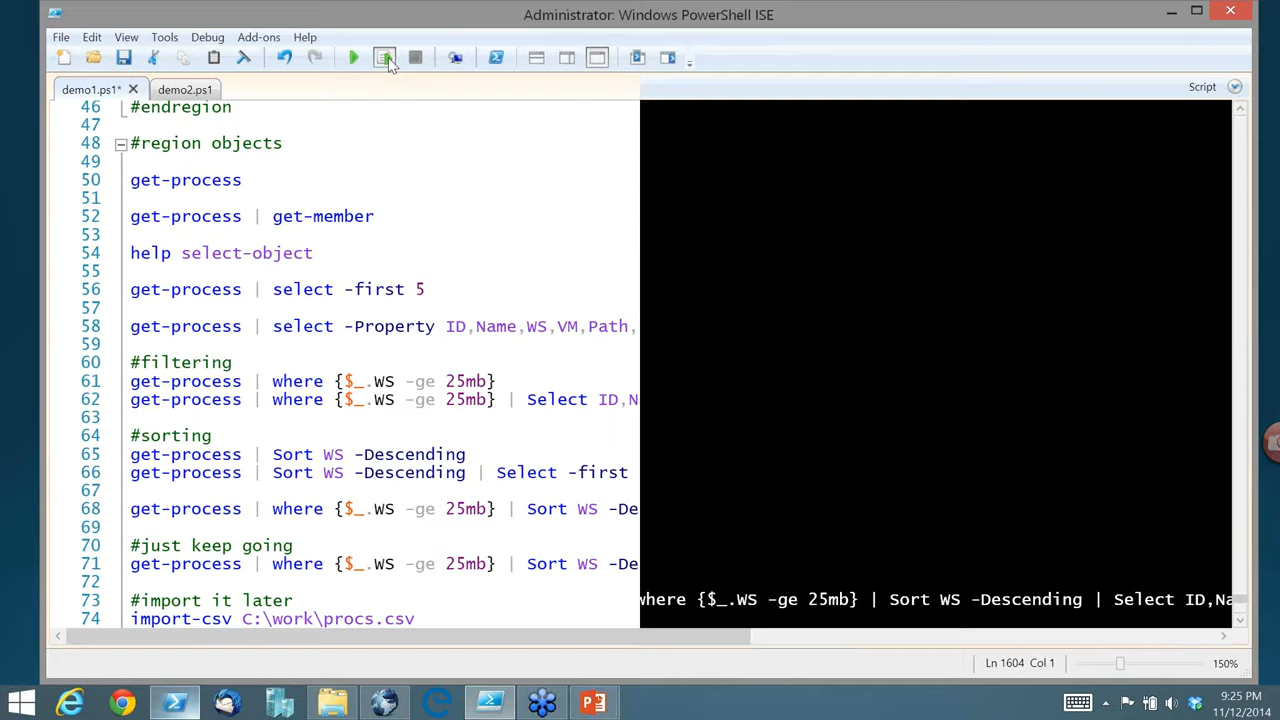 Administrator: Windows PowerShell ISE
File Edit View Tools Debug Add-ons Help
demo1.ps1* demo2.ps1 Script
46 #endregion
47
48 #region objects
49
50 get-process
51
52 get-process | get-member
53
54 help select-object
55
56 get-process | select -first 5
57
58 get-process | select -Property ID,Name,WS,VM,Path,
59
60 #filtering
61 get-process | where {$_.WS -ge 25mb}
62 get-process | where {$_.WS -ge 25mb} | Select ID,N
63
64 #sorting
65 get-process | Sort WS -Descending
66 get-process | Sort WS -Descending | Select -first
67
68 get-process | where {$_.WS -ge 25mb} | Sort WS -De
69
70 #just keep going
71 get-process | where {$_.WS -ge 25mb} | Sort WS -De
72
73 #import it later
74 import-csv C:\work\procs.csv
where {$_.WS -ge 25mb} | Sort WS -Descending | Select ID,Na
Ln 1604 Col 1 150%
9:25 PM
11/12/2014